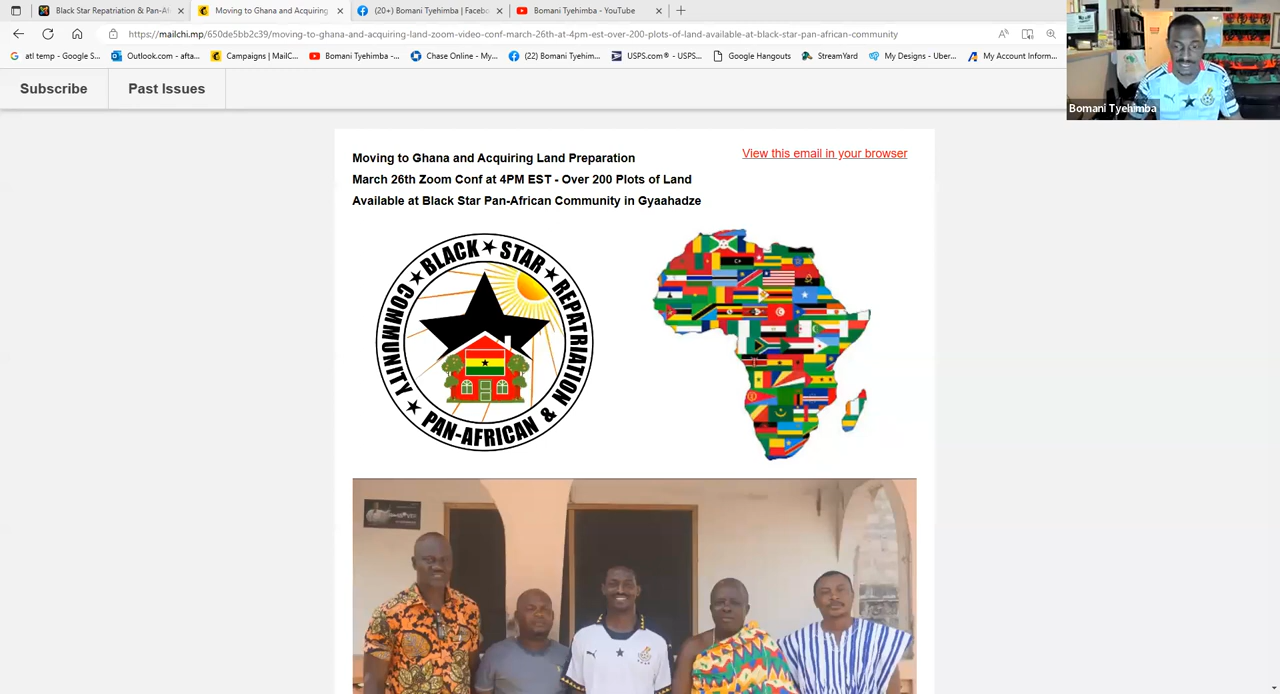 Black Star Repatriation & Pan-Af
Moving to Ghana and Acquiring
(20+) Bomani Tyehimba | Facebo
Bomani Tyehimba - YouTube
https://mailchi.mp/650de5bb2c39/moving-to-ghana-and-acquiring-land-zoom-video-conf-march-26th-at-4pm-est-over-200-plots-of-land-available-at-black-star-pan-african-community
atl temp - Google S...
Outlook.com - afta...
Campaigns | MailC...
Bomani Tyehimba -...
Chase Online - My...
(22) Bomani Tyehim...
USPS.com® - USPS...
Google Hangouts
StreamYard
My Designs - Uber...
My Account Inform...
Bomani Tyehimba
Subscribe
Past Issues
View this email in your browser
Moving to Ghana and Acquiring Land Preparation
March 26th Zoom Conf at 4PM EST - Over 200 Plots of Land
Available at Black Star Pan-African Community in Gyaahadze
BLACK ★ STAR ★ REPATRIATION & PAN-AFRICAN ★ COMMUNITY ★